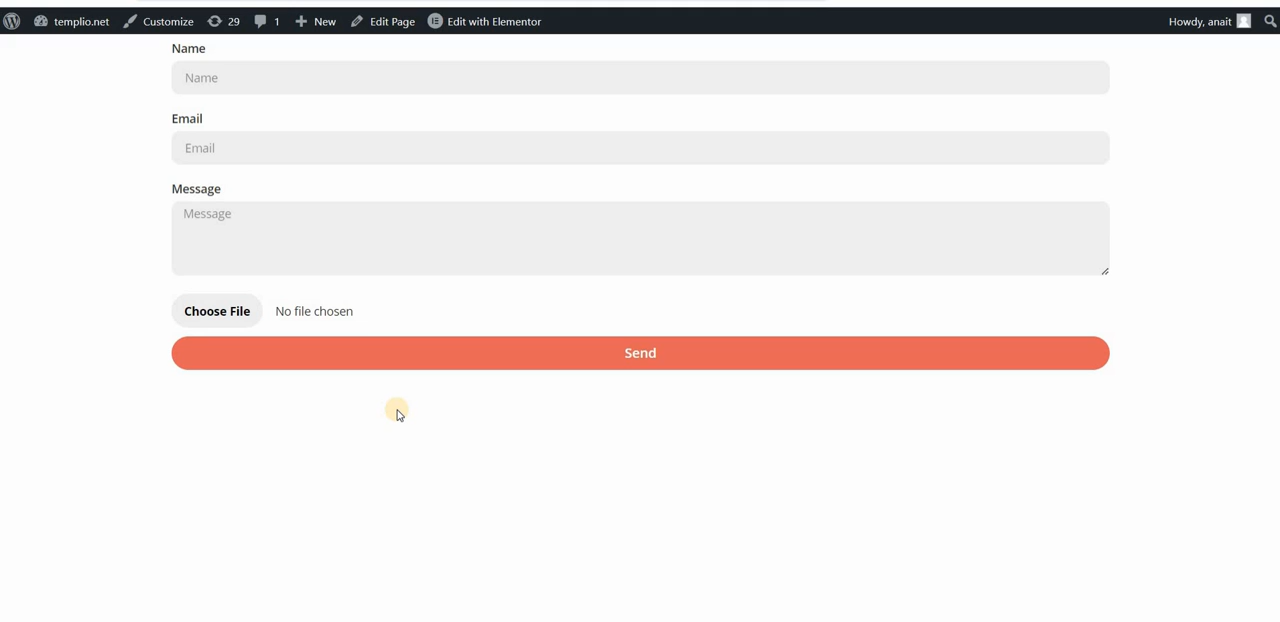 templio.net Customize 29 1 New Edit Page Edit with Elementor Howdy, anait
Name
Name
Email
Email
Message
Message
Choose File No file chosen
Send